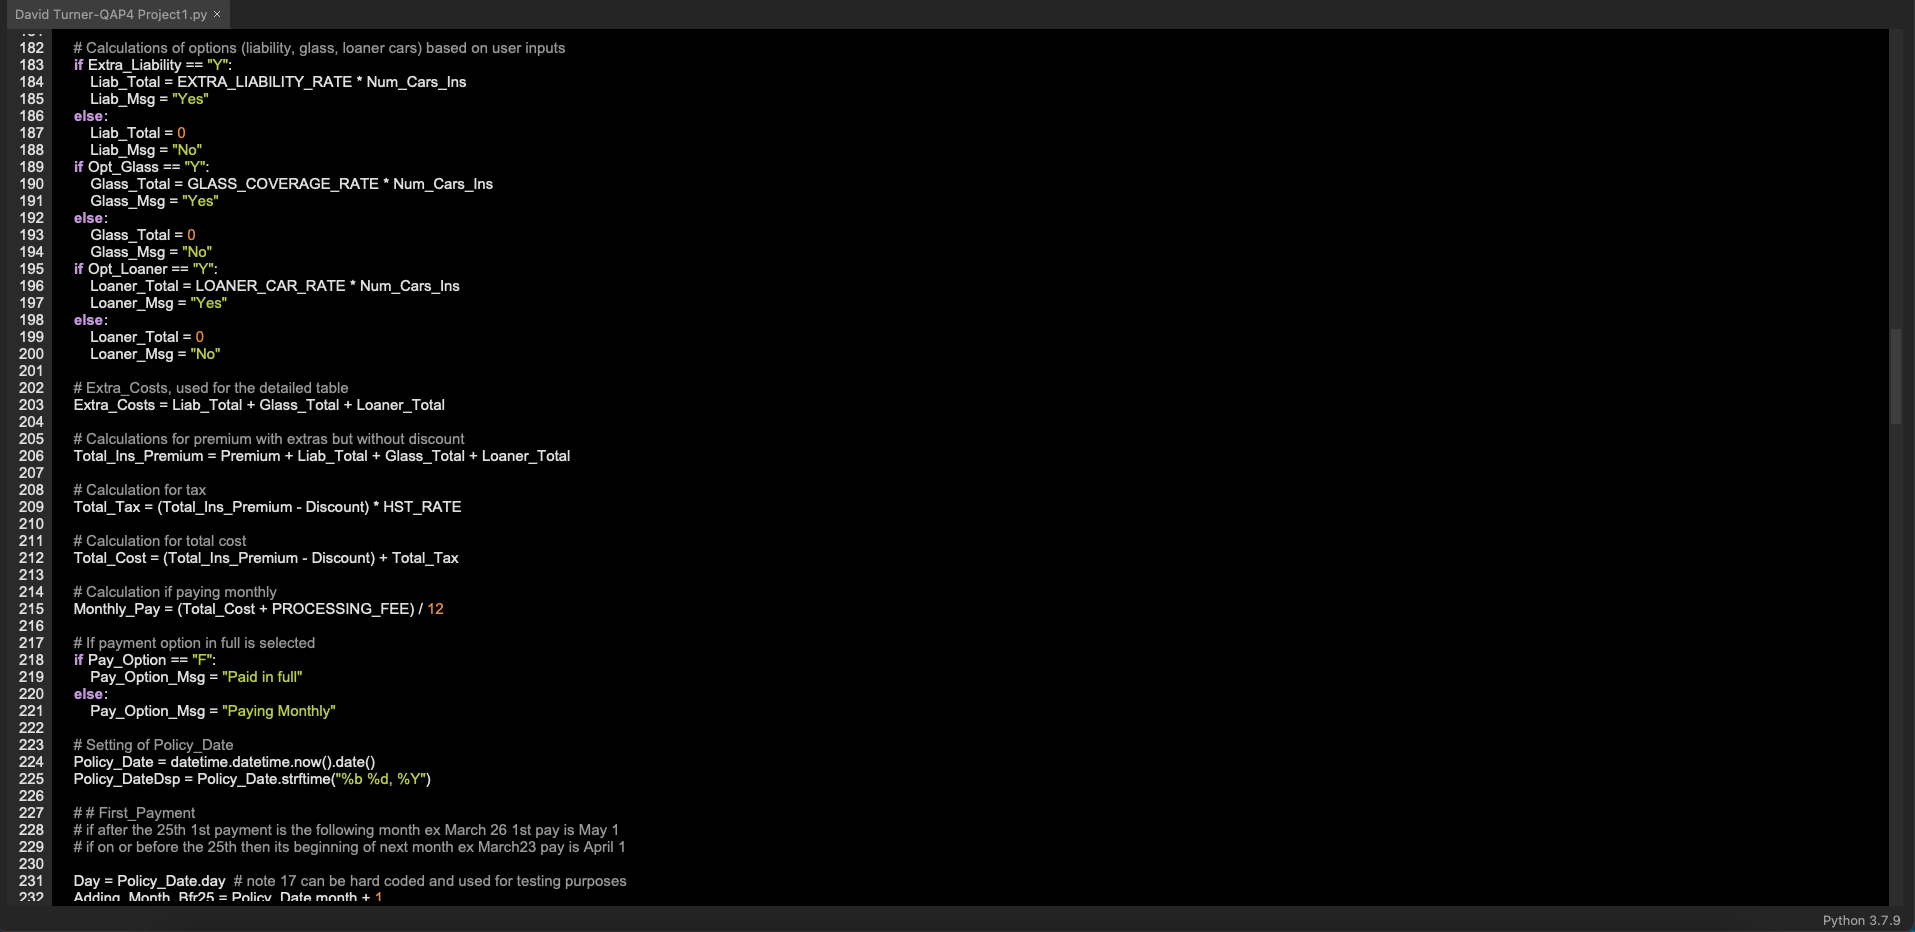 David Turner-QAP4 Project1.py ×
182 # Calculations of options (liability, glass, loaner cars) based on user inputs
183 if Extra_Liability == "Y":
184     Liab_Total = EXTRA_LIABILITY_RATE * Num_Cars_Ins
185     Liab_Msg = "Yes"
186 else:
187     Liab_Total = 0
188     Liab_Msg = "No"
189 if Opt_Glass == "Y":
190     Glass_Total = GLASS_COVERAGE_RATE * Num_Cars_Ins
191     Glass_Msg = "Yes"
192 else:
193     Glass_Total = 0
194     Glass_Msg = "No"
195 if Opt_Loaner == "Y":
196     Loaner_Total = LOANER_CAR_RATE * Num_Cars_Ins
197     Loaner_Msg = "Yes"
198 else:
199     Loaner_Total = 0
200     Loaner_Msg = "No"
201
202 # Extra_Costs, used for the detailed table
203 Extra_Costs = Liab_Total + Glass_Total + Loaner_Total
204
205 # Calculations for premium with extras but without discount
206 Total_Ins_Premium = Premium + Liab_Total + Glass_Total + Loaner_Total
207
208 # Calculation for tax
209 Total_Tax = (Total_Ins_Premium - Discount) * HST_RATE
210
211 # Calculation for total cost
212 Total_Cost = (Total_Ins_Premium - Discount) + Total_Tax
213
214 # Calculation if paying monthly
215 Monthly_Pay = (Total_Cost + PROCESSING_FEE) / 12
216
217 # If payment option in full is selected
218 if Pay_Option == "F":
219     Pay_Option_Msg = "Paid in full"
220 else:
221     Pay_Option_Msg = "Paying Monthly"
222
223 # Setting of Policy_Date
224 Policy_Date = datetime.datetime.now().date()
225 Policy_DateDsp = Policy_Date.strftime("%b %d, %Y")
226
227 # # First_Payment
228 # if after the 25th 1st payment is the following month ex March 26 1st pay is May 1
229 # if on or before the 25th then its beginning of next month ex March23 pay is April 1
230
231 Day = Policy_Date.day  # note 17 can be hard coded and used for testing purposes
232 Adding_Month_Bfr25 = Policy_Date.month + 1
Python 3.7.9